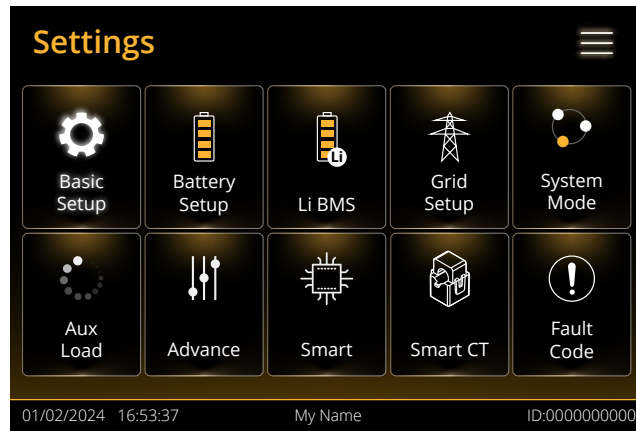 Settings
Basic
Setup
Battery
Setup
Li
Li BMS
Grid
Setup
System
Mode
Aux
Load
Advance
Smart
Smart CT
!
Fault
Code
01/02/2024 16:53:37 My Name ID:0000000000